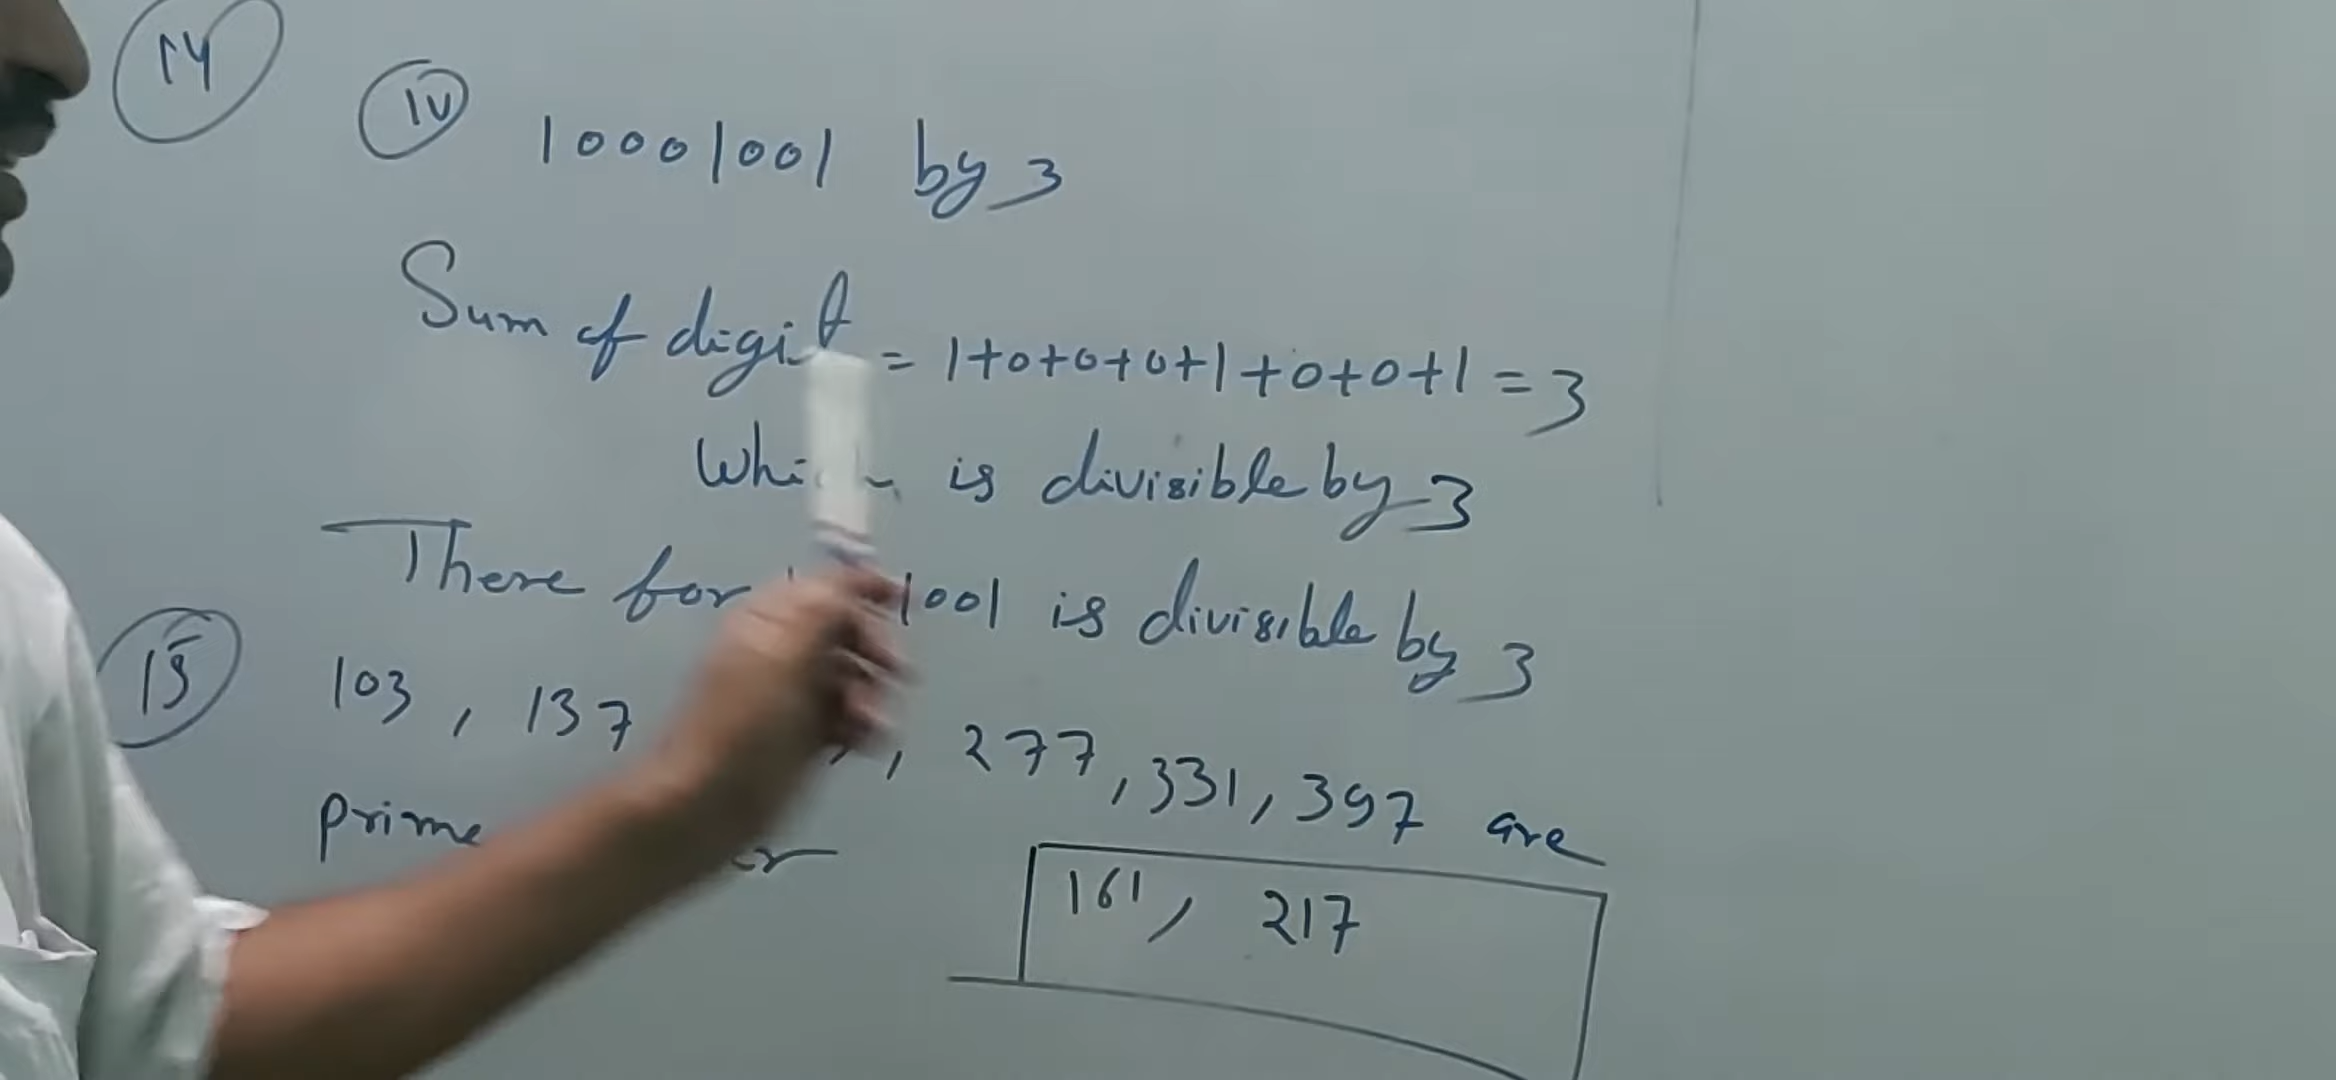 14
iv 10001001 by 3
Sum of digit = 1+0+0+0+1+0+0+1 = 3
is divisible by 3
There for 1001 is divisible by 3
15 103, 137 , 277, 331, 397 are
prime
161, 217